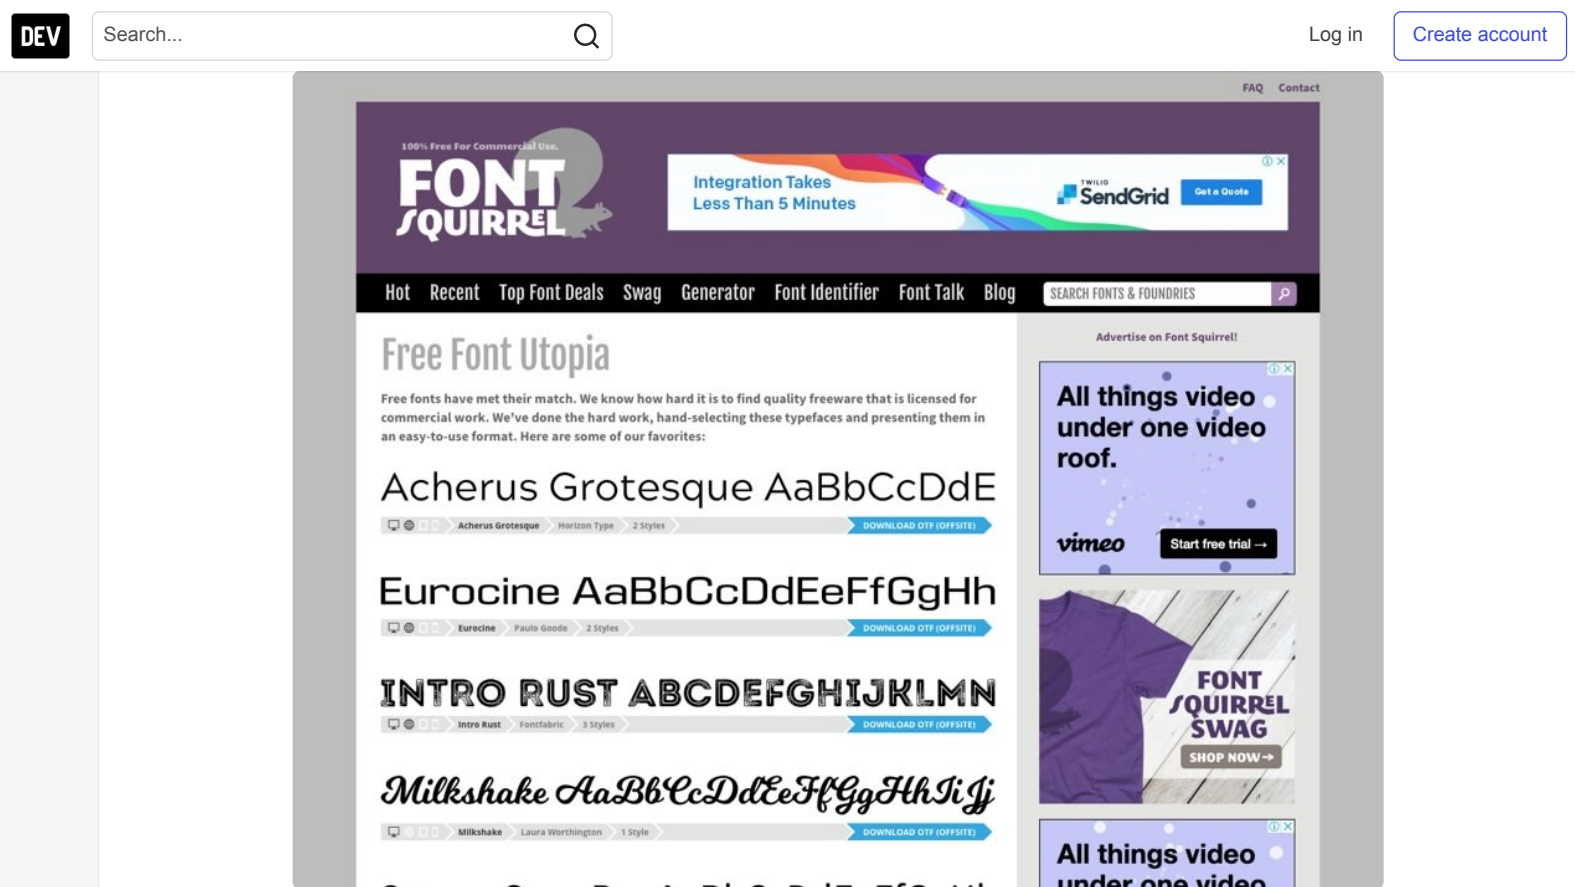 DEV
Search...
Log in
Create account
FAQ Contact
100% Free For Commercial Use.
FONT
SQUIRREL
Integration Takes
Less Than 5 Minutes
TWILIO
SendGrid
Get a Quote
Hot Recent Top Font Deals Swag Generator Font Identifier Font Talk Blog
SEARCH FONTS & FOUNDRIES
Free Font Utopia
Free fonts have met their match. We know how hard it is to find quality freeware that is licensed for
commercial work. We've done the hard work, hand-selecting these typefaces and presenting them in
an easy-to-use format. Here are some of our favorites:
Acherus Grotesque AaBbCcDdE
Acherus Grotesque Horizon Type 2 Styles DOWNLOAD OTF (OFFSITE)
Eurocine AaBbCcDdEeFfGgHh
Eurocine Paulo Goode 2 Styles DOWNLOAD OTF (OFFSITE)
INTRO RUST ABCDEFGHIJKLMN
Intro Rust Fontfabric 3 Styles DOWNLOAD OTF (OFFSITE)
Milkshake AaBbCcDdEeFfGgHhIiJj
Milkshake Laura Worthington 1 Style DOWNLOAD OTF (OFFSITE)
Advertise on Font Squirrel!
All things video
under one video
roof.
vimeo
Start free trial →
FONT
SQUIRREL
SWAG
SHOP NOW→
All things video
under one video